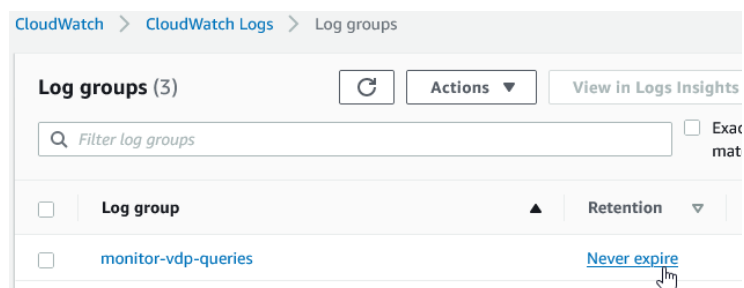 CloudWatch > CloudWatch Logs > Log groups
Log groups (3)
Actions
View in Logs Insights
Filter log groups
Log group
Retention
monitor-vdp-queries
Never expire